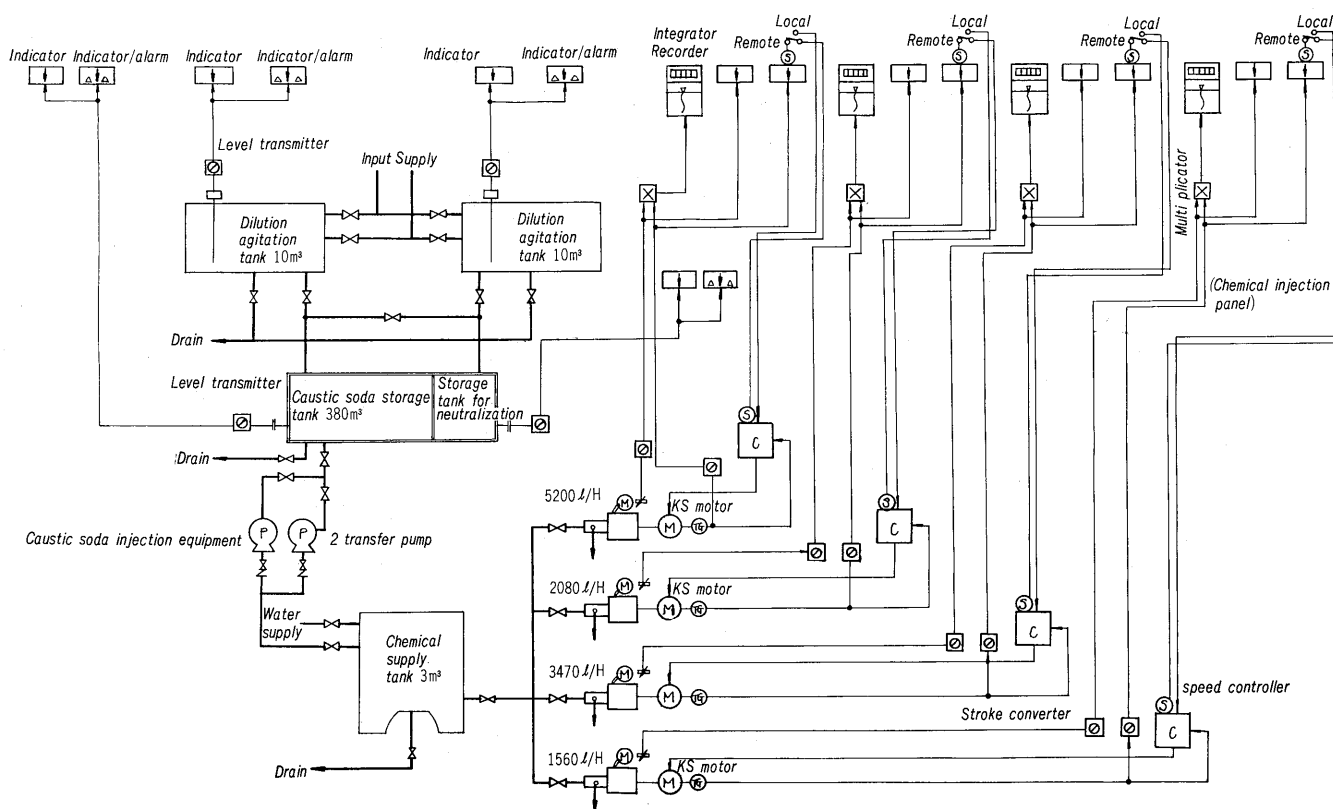 Local
Local
Local
Local
Integrator
Recorder
Remote
Remote
Remote
Remote
Indicator
Indicator/alarm
Indicator
Indicator/alarm
Indicator
Indicator/alarm
S
S
S
S
Level transmitter
Input Supply
Dilution
agitation
tank 10m³
Dilution
agitation
tank 10m³
Multi plicator
(Chemical injection
panel)
Drain
Level transmitter
Caustic soda storage
tank 380m³
Storage
tank for
neutralization
Drain
S
C
5200 ℓ/H
M
KS motor
M
TG
P
P
Caustic soda injection equipment
2 transfer pump
S
C
2080 ℓ/H
M
KS motor
M
TG
Water
supply
Chemical
supply.
tank 3m³
S
C
3470 ℓ/H
M
M
TG
speed controller
Stroke converter
S
C
1560 ℓ/H
M
KS motor
M
TG
Drain